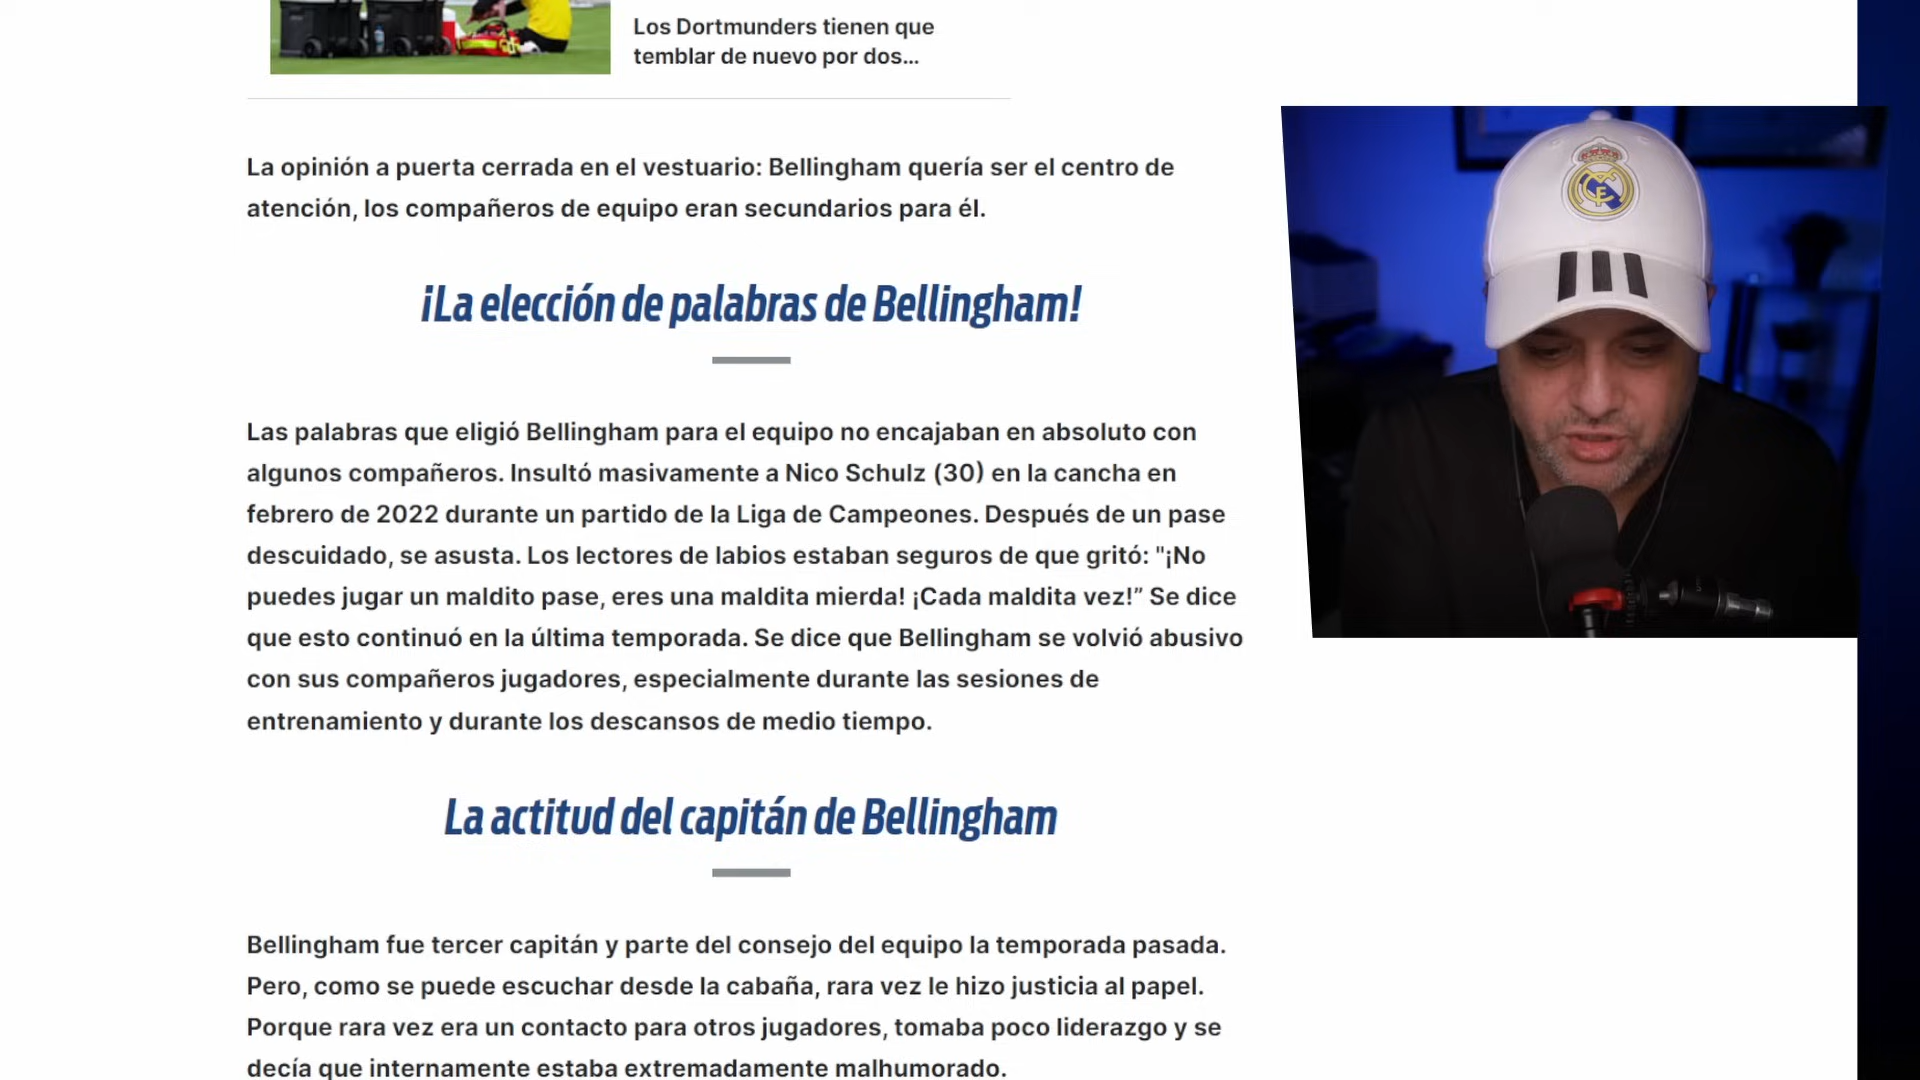 Los Dortmunders tienen que
temblar de nuevo por dos...
La opinión a puerta cerrada en el vestuario: Bellingham quería ser el centro de
atención, los compañeros de equipo eran secundarios para él.
¡La elección de palabras de Bellingham!
Las palabras que eligió Bellingham para el equipo no encajaban en absoluto con
algunos compañeros. Insultó masivamente a Nico Schulz (30) en la cancha en
febrero de 2022 durante un partido de la Liga de Campeones. Después de un pase
descuidado, se asusta. Los lectores de labios estaban seguros de que gritó: "¡No
puedes jugar un maldito pase, eres una maldita mierda! ¡Cada maldita vez!” Se dice
que esto continuó en la última temporada. Se dice que Bellingham se volvió abusivo
con sus compañeros jugadores, especialmente durante las sesiones de
entrenamiento y durante los descansos de medio tiempo.
La actitud del capitán de Bellingham
Bellingham fue tercer capitán y parte del consejo del equipo la temporada pasada.
Pero, como se puede escuchar desde la cabaña, rara vez le hizo justicia al papel.
Porque rara vez era un contacto para otros jugadores, tomaba poco liderazgo y se
decía que internamente estaba extremadamente malhumorado.